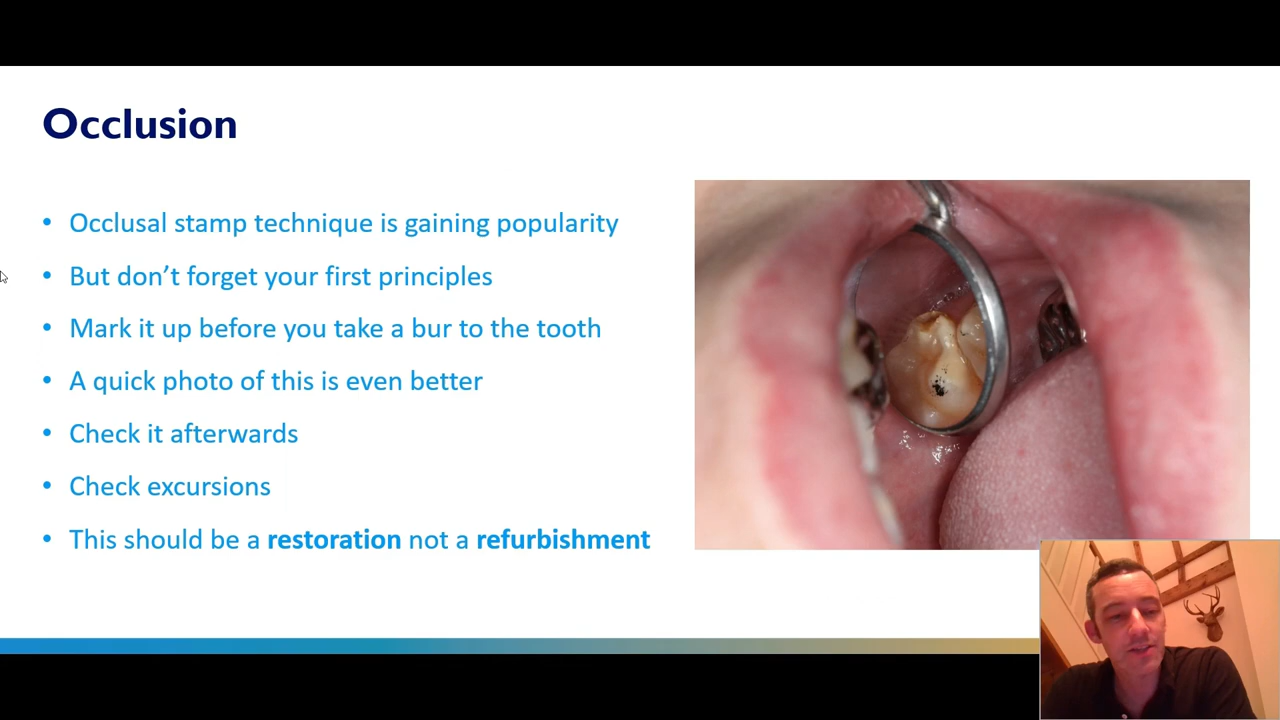 Occlusion
• Occlusal stamp technique is gaining popularity
• But don’t forget your first principles
• Mark it up before you take a bur to the tooth
• A quick photo of this is even better
• Check it afterwards
• Check excursions
• This should be a restoration not a refurbishment